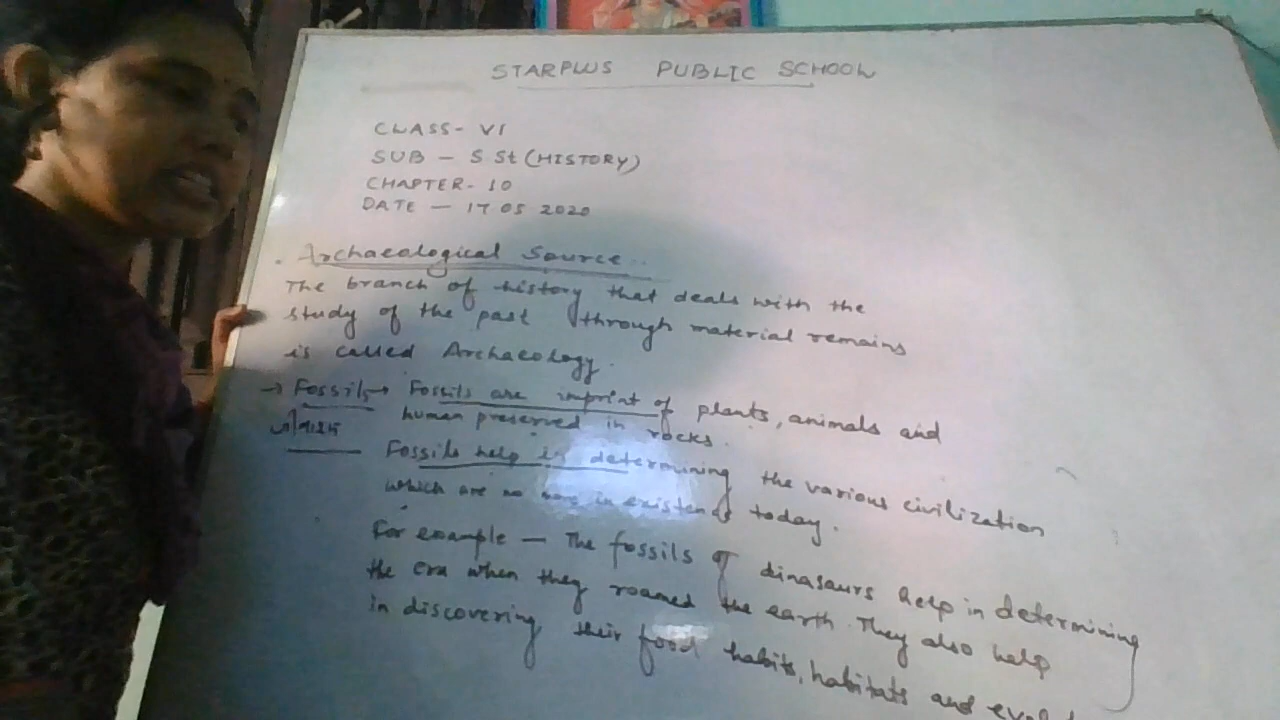 STARPLUS PUBLIC SCHOOL
CLASS- VI
SUB - S St (HISTORY)
CHAPTER- 10
DATE - 17 05 2020
Archaealogical Source
The branch of history that deals with the
study of the past through material remains
is called Archaeology.
→ Fossils→ Fossils are imprint of plants, animals and
human preserved in rocks.
Fossils help in determining the various civilization
which are no more in existence today.
For example - The fossils of dinasaurs help in determining
the era when they roamed the earth. They also help
in discovering their food habits, habitats and